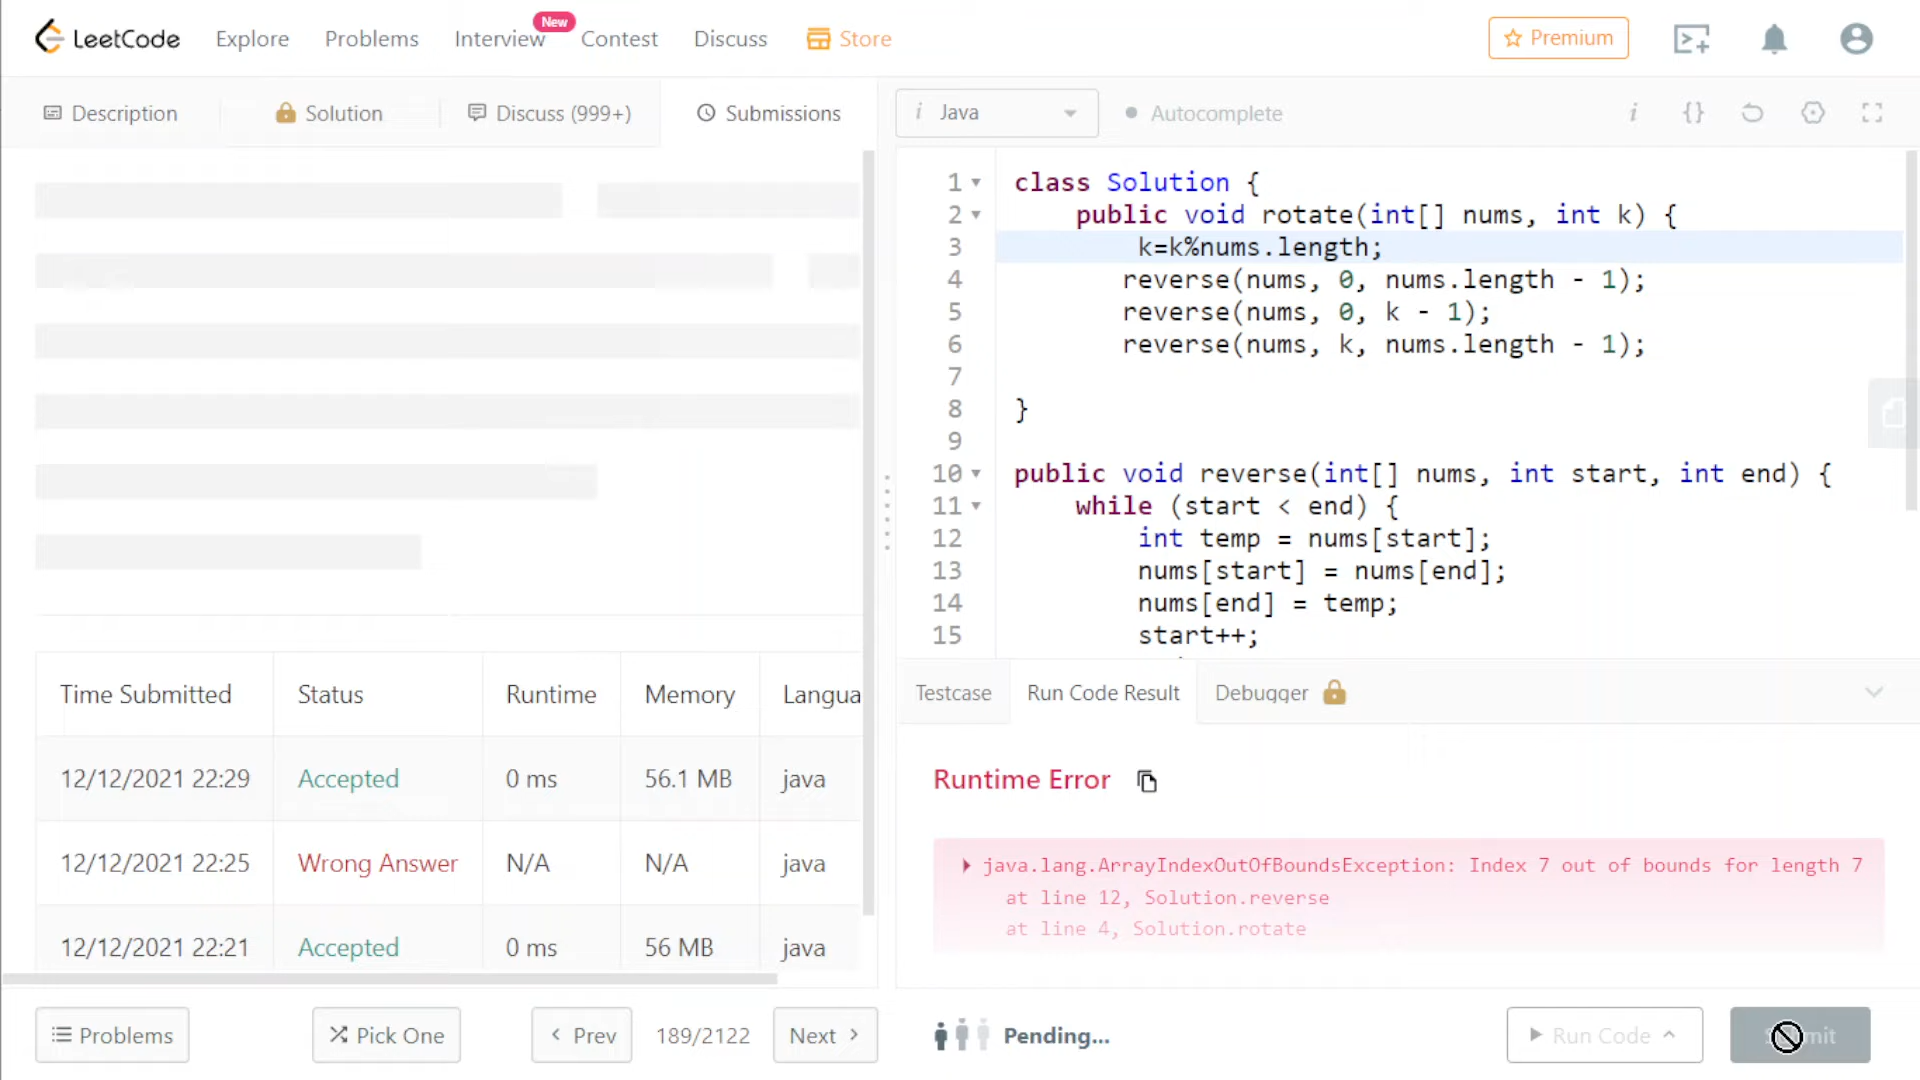 LeetCode Explore Problems Interview New Contest Discuss Store Premium
Description Solution Discuss (999+) Submissions
i Java Autocomplete i {}
1 class Solution {
2 public void rotate(int[] nums, int k) {
3 k=k%nums.length;
4 reverse(nums, 0, nums.length - 1);
5 reverse(nums, 0, k - 1);
6 reverse(nums, k, nums.length - 1);
7
8 }
9
10 public void reverse(int[] nums, int start, int end) {
11 while (start < end) {
12 int temp = nums[start];
13 nums[start] = nums[end];
14 nums[end] = temp;
15 start++;
Time Submitted Status Runtime Memory Langua
12/12/2021 22:29 Accepted 0 ms 56.1 MB java
12/12/2021 22:25 Wrong Answer N/A N/A java
12/12/2021 22:21 Accepted 0 ms 56 MB java
Testcase Run Code Result Debugger
Runtime Error
java.lang.ArrayIndexOutOfBoundsException: Index 7 out of bounds for length 7
at line 12, Solution.reverse
at line 4, Solution.rotate
Problems Pick One Prev 189/2122 Next
Pending... Run Code